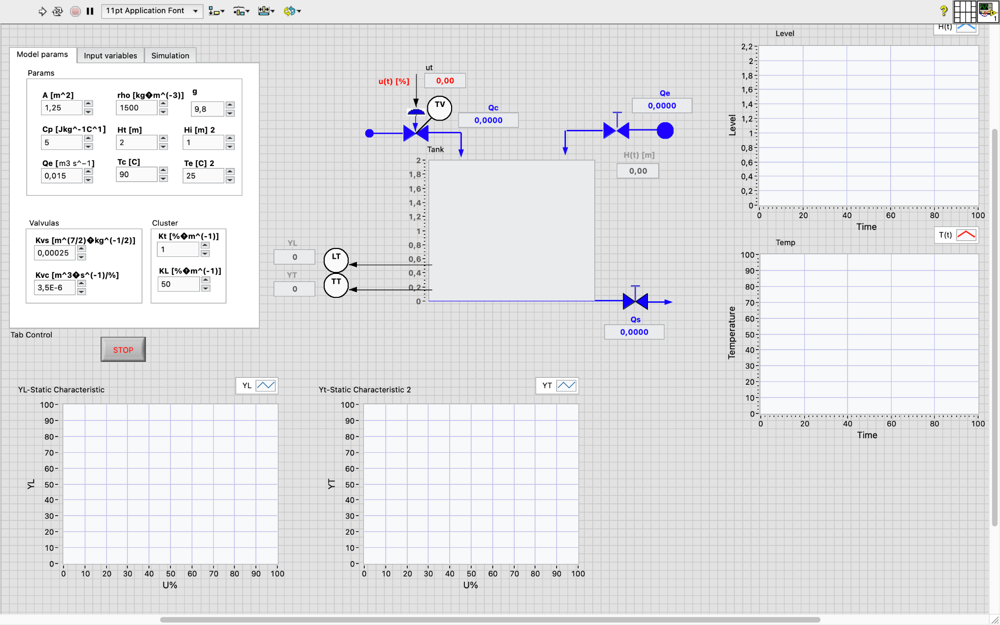 11pt Application Font
?
1
Model params
Input variables
Simulation
Params
A [m^2]
rho [kg�m^(-3)]
g
1,25
1500
9,8
Cp [Jkg^-1C^1]
Ht [m]
Hi [m] 2
5
2
1
Qe [m3 s^−1]
Tc [C]
Te [C] 2
0,015
90
25
Valvulas
Cluster
Kvs [m^(7/2)�kg^(-1/2)]
Kt [%�m^(-1)]
0,00025
1
Kvc [m^3�s^(-1)/%]
KL [%�m^(-1)]
3,5E-6
50
Tab Control
STOP
ut
u(t) [%]
0,00
TV
Qc
0,0000
Qe
0,0000
Tank
H(t) [m]
0,00
2
1,8
1,6
1,4
1,2
1
0,8
0,6
0,4
0,2
0
YL
0
LT
YT
0
TT
Qs
0,0000
Level
H(t)
2,2
2
1,8
1,6
1,4
1,2
1
0,8
0,6
0,4
0,2
0
Level
0 20 40 60 80 100
Time
Temp
T(t)
100
90
80
70
60
50
40
30
20
10
0
Temperature
0 20 40 60 80 100
Time
YL-Static Characteristic
YL
100
90
80
70
60
50
40
30
20
10
0
YL
0 10 20 30 40 50 60 70 80 90 100
U%
Yt-Static Characteristic 2
YT
100
90
80
70
60
50
40
30
20
10
0
YT
0 10 20 30 40 50 60 70 80 90 100
U%